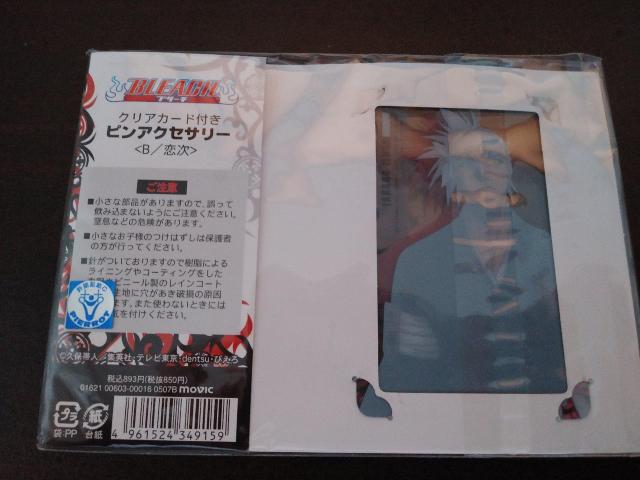 BLEACH
ブリーチ
クリアカード付き
ピンアクセサリー
<B/恋次>
ご注意
■小さな部品がありますので、誤って
飲み込まないようにご注意ください。
窒息などの危険があります。
■小さなお子様のつけはずしは保護者
の方が行ってください。
■針がついておりますので樹脂による
ライニングやコーティングをした
ビニール製のレインコート
生地に穴があき破損の原因
ます。また使わないときには
気を付けください。
PIERROT
©久保帯人/集英社・テレビ東京・dentsu・ぴえろ
税込893円(税抜850円)
01621 00603-00016 0507B movic
プラ
袋:PP
紙
台紙
4 961524 349159